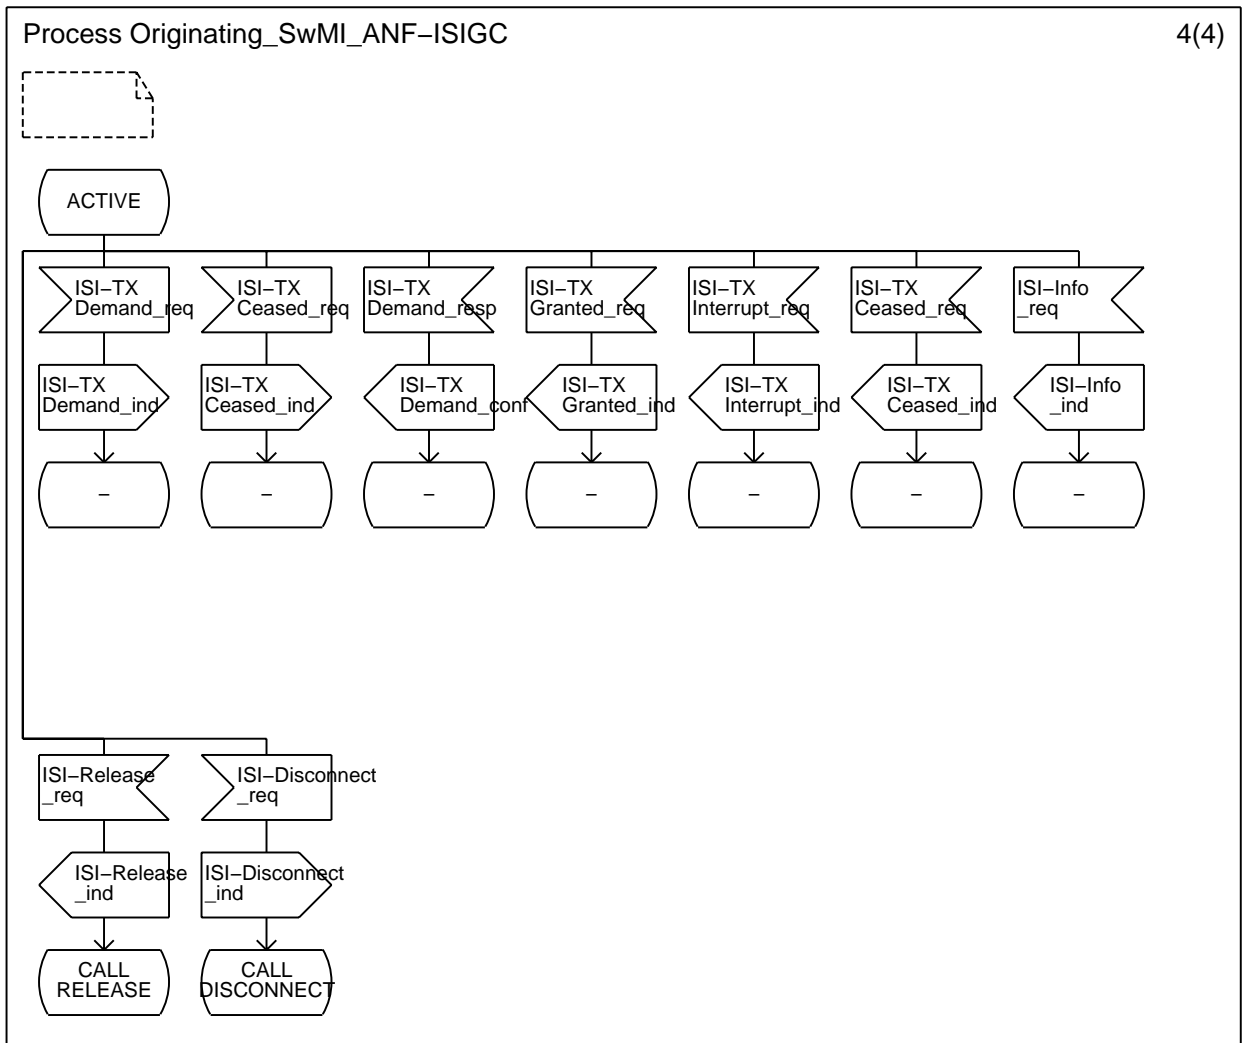 Process Originating_SwMI_ANF−ISIGC
4(4)
ACTIVE
ISI−TX
Demand_req
ISI−TX
Ceased_req
ISI−TX
Demand_resp
ISI−TX
Granted_req
ISI−TX
Interrupt_req
ISI−TX
Ceased_req
ISI−Info
_req
ISI−TX
Demand_ind
ISI−TX
Ceased_ind
ISI−TX
Demand_conf
ISI−TX
Granted_ind
ISI−TX
Interrupt_ind
ISI−TX
Ceased_ind
ISI−Info
_ind
−
−
−
−
−
−
−
ISI−Release
_req
ISI−Disconnect
_req
ISI−Release
_ind
ISI−Disconnect
_ind
CALL
RELEASE
CALL
DISCONNECT